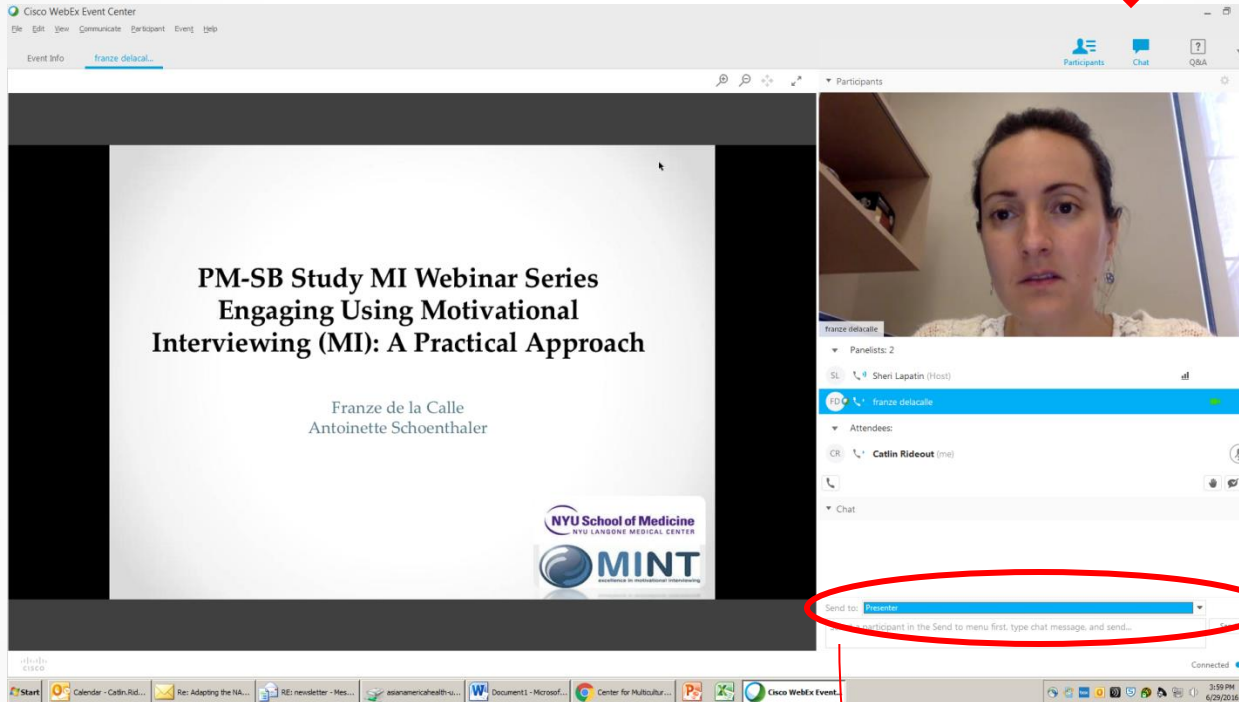 Cisco WebEx Event Center
File Edit View Communicate Participant Event Help
Event Info
franze delacal...
Participants
Chat
Q&A
Participants
PM-SB Study MI Webinar Series
Engaging Using Motivational
Interviewing (MI): A Practical Approach
Franze de la Calle
Antoinette Schoenthaler
NYU School of Medicine
NYU LANGONE MEDICAL CENTER
MINT
excellence in motivational interviewing
franze delacalle
Panelists: 2
SL Sheri Lapatin (Host)
FD franze delacalle
Attendees:
CR Catlin Rideout (me)
Chat
Send to: Presenter
a participant in the Send to menu first, type chat message, and send...
cisco
Connected
Start
Calendar - Catlin.Rid...
Re: Adapting the NA...
RE: newsletter - Mes...
asianamericahealth-u...
Document1 - Microsof...
Center for Multicultur...
Cisco WebEx Event...
3:59 PM
6/29/2016